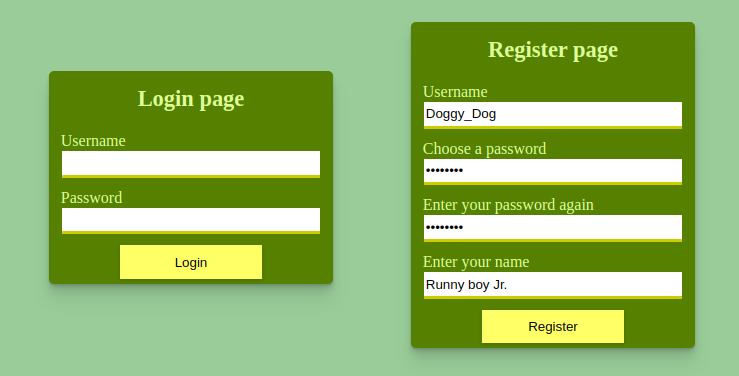 Login page
Username
Password
Login
Register page
Username
Doggy_Dog
Choose a password
••••••••
Enter your password again
••••••••
Enter your name
Runny boy Jr.
Register